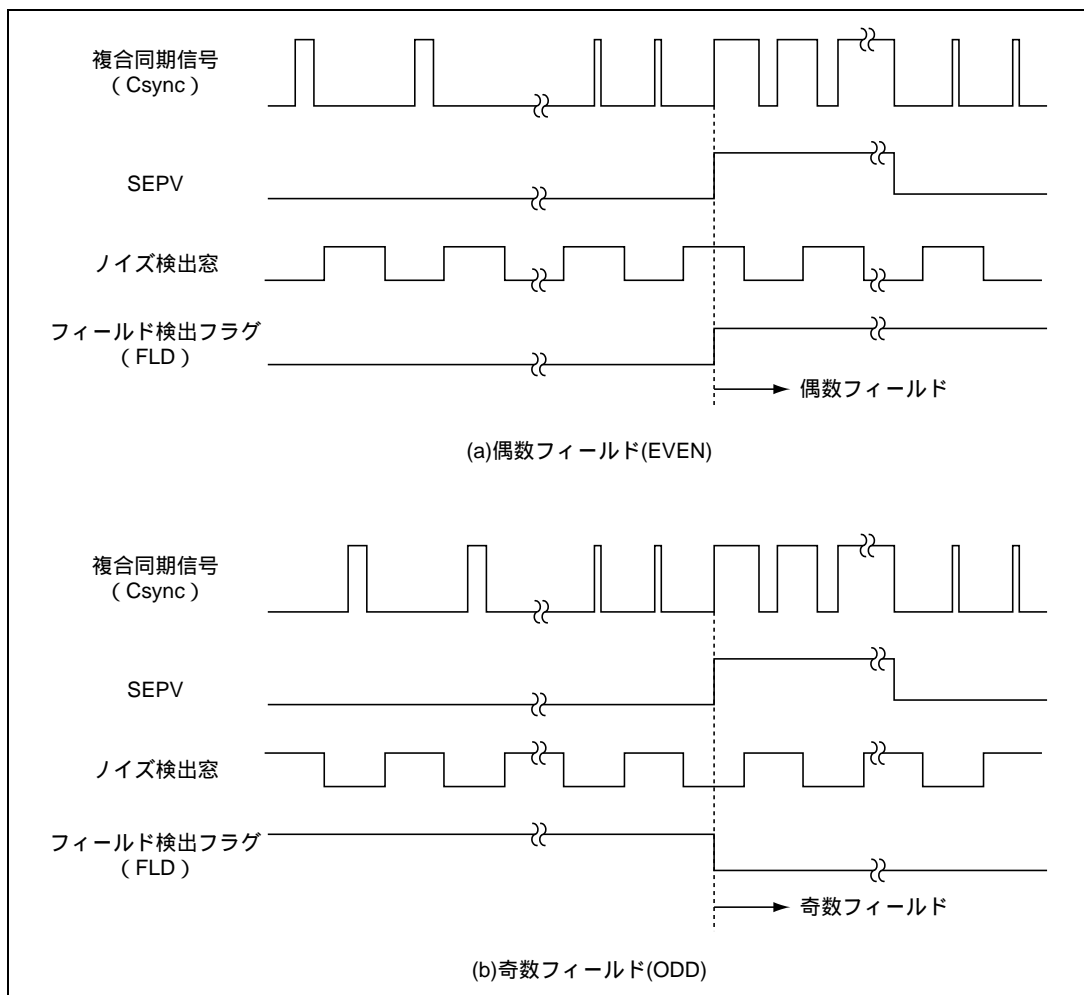 複合同期信号
（Csync）
SEPV
ノイズ検出窓
フィールド検出フラグ
（FLD）
偶数フィールド
(a)偶数フィールド(EVEN)
複合同期信号
（Csync）
SEPV
ノイズ検出窓
フィールド検出フラグ
（FLD）
奇数フィールド
(b)奇数フィールド(ODD)